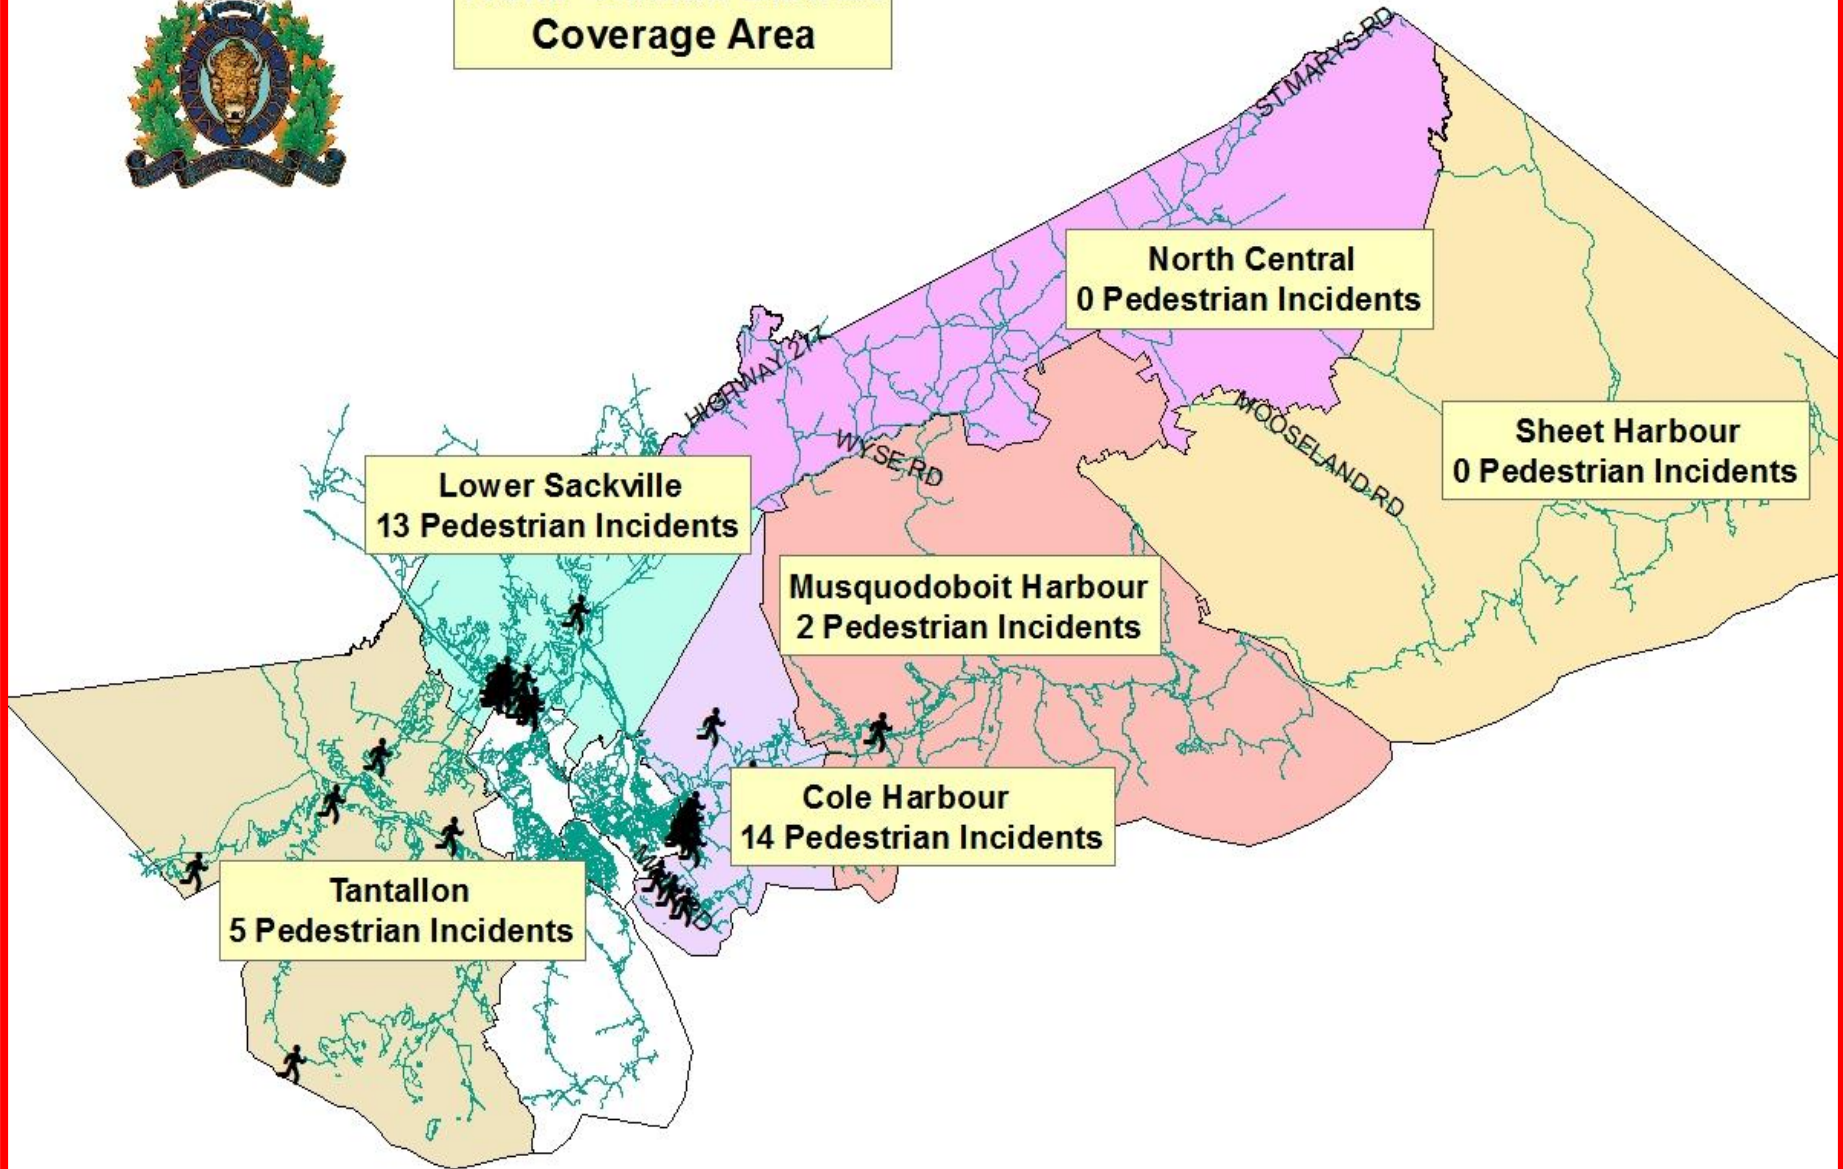 Coverage Area
ST MARYS RD
North Central
0 Pedestrian Incidents
HIGHWAY 277
MOOSELAND RD
Sheet Harbour
0 Pedestrian Incidents
WYSE RD
Lower Sackville
13 Pedestrian Incidents
Musquodoboit Harbour
2 Pedestrian Incidents
Cole Harbour
14 Pedestrian Incidents
Tantallon
5 Pedestrian Incidents
RD